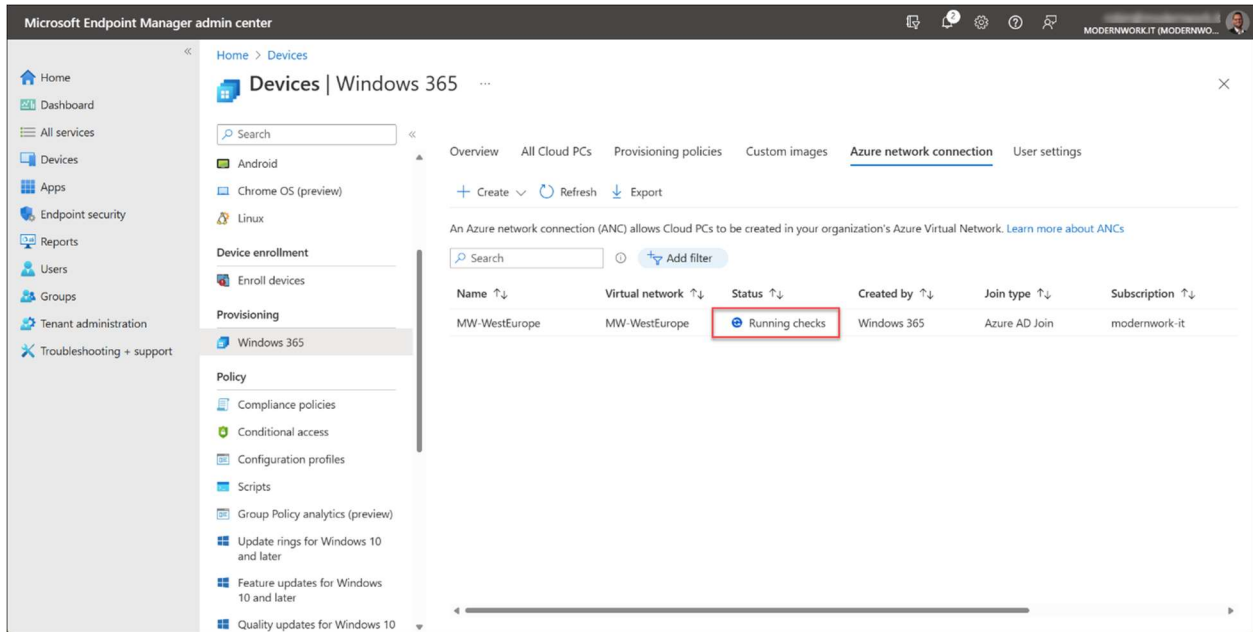 Microsoft Endpoint Manager admin center
2
MODERNWORK.IT (MODERNWO...
Home
Dashboard
All services
Devices
Apps
Endpoint security
Reports
Users
Groups
Tenant administration
Troubleshooting + support
Home > Devices
Devices | Windows 365 ...
Search
Android
Chrome OS (preview)
Linux
Device enrollment
Enroll devices
Provisioning
Windows 365
Policy
Compliance policies
Conditional access
Configuration profiles
Scripts
Group Policy analytics (preview)
Update rings for Windows 10
and later
Feature updates for Windows
10 and later
Quality updates for Windows 10
Overview All Cloud PCs Provisioning policies Custom images Azure network connection User settings
Create Refresh Export
An Azure network connection (ANC) allows Cloud PCs to be created in your organization's Azure Virtual Network. Learn more about ANCs
Search Add filter
Name Virtual network Status Created by Join type Subscription
MW-WestEurope MW-WestEurope Running checks Windows 365 Azure AD Join modernwork-it